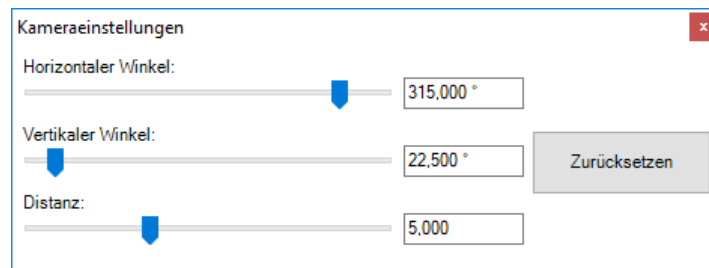 Kameraeinstellungen
x
Horizontaler Winkel:
315,000 °
Vertikaler Winkel:
22,500 °
Zurücksetzen
Distanz:
5,000